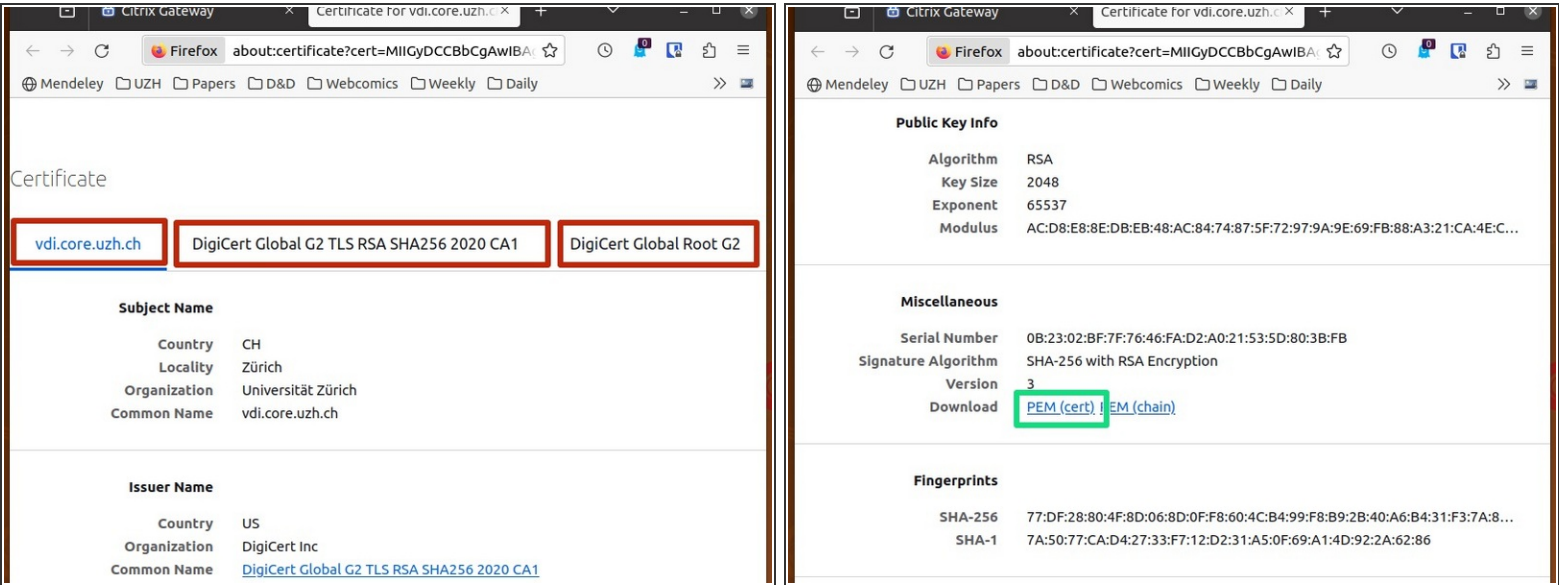 Citrix Gateway × Certificate for vdi.core.uzh.c × +
Firefox about:certificate?cert=MIIGyDCCBbCgAwIBA
Mendeley UZH Papers D&D Webcomics Weekly Daily
Certificate
vdi.core.uzh.ch DigiCert Global G2 TLS RSA SHA256 2020 CA1 DigiCert Global Root G2
Subject Name
Country CH
Locality Zürich
Organization Universität Zürich
Common Name vdi.core.uzh.ch
Issuer Name
Country US
Organization DigiCert Inc
Common Name DigiCert Global G2 TLS RSA SHA256 2020 CA1
Citrix Gateway × Certificate for vdi.core.uzh.c × +
Firefox about:certificate?cert=MIIGyDCCBbCgAwIBA
Mendeley UZH Papers D&D Webcomics Weekly Daily
Public Key Info
Algorithm RSA
Key Size 2048
Exponent 65537
Modulus AC:D8:E8:8E:DB:EB:48:AC:84:74:87:5F:72:97:9A:9E:69:FB:88:A3:21:CA:4E:C...
Miscellaneous
Serial Number 0B:23:02:BF:7F:76:46:FA:D2:A0:21:53:5D:80:3B:FB
Signature Algorithm SHA-256 with RSA Encryption
Version 3
Download PEM (cert) PEM (chain)
Fingerprints
SHA-256 77:DF:28:80:4F:8D:06:8D:0F:F8:60:4C:B4:99:F8:B9:2B:40:A6:B4:31:F3:7A:8...
SHA-1 7A:50:77:CA:D4:27:33:F7:12:D2:31:A5:0F:69:A1:4D:92:2A:62:86